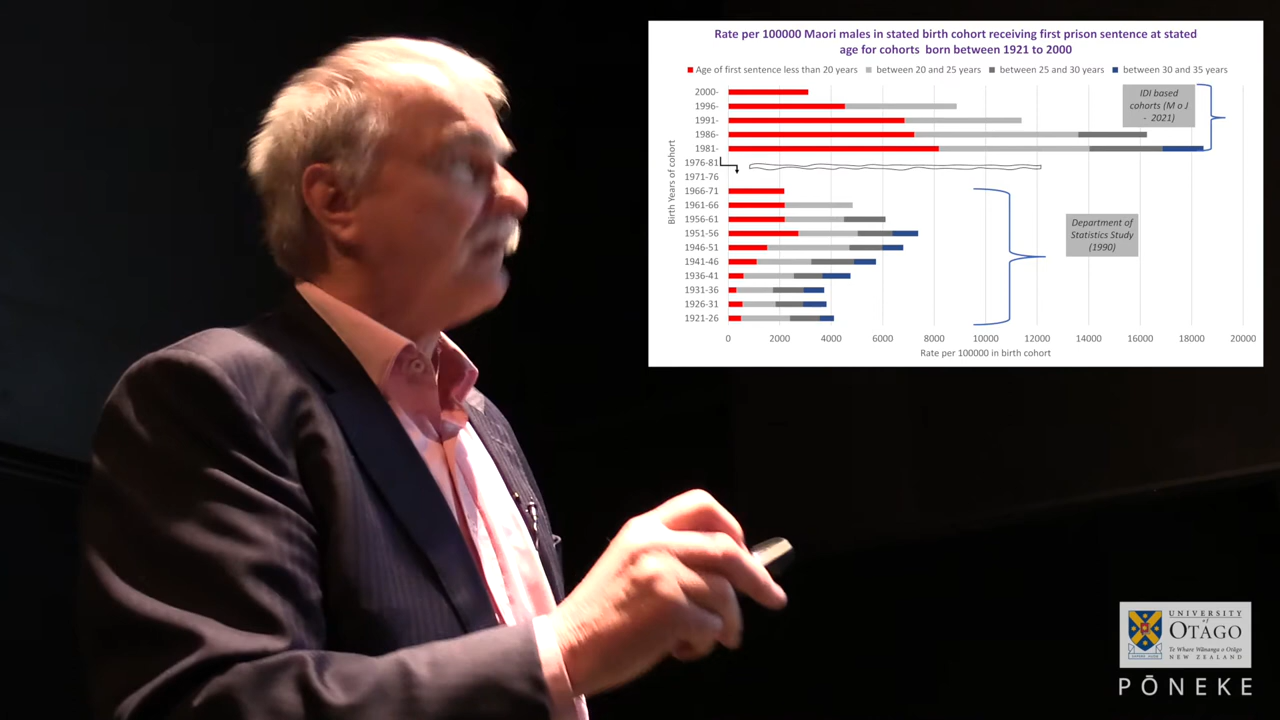 Rate per 100000 Maori males in stated birth cohort receiving first prison sentence at stated
age for cohorts born between 1921 to 2000
Age of first sentence less than 20 years between 20 and 25 years between 25 and 30 years between 30 and 35 years
Birth Years of cohort
2000-
1996-
1991-
1986-
1981-
1976-81
1971-76
1966-71
1961-66
1956-61
1951-56
1946-51
1941-46
1936-41
1931-36
1926-31
1921-26
IDI based
cohorts (M o J
- 2021)
Department of
Statistics Study
(1990)
0 2000 4000 6000 8000 10000 12000 14000 16000 18000 20000
Rate per 100000 in birth cohort
UNIVERSITY
of
OTAGO
Te Whare Wānanga o Otāgo
NEW ZEALAND
PŌNEKE